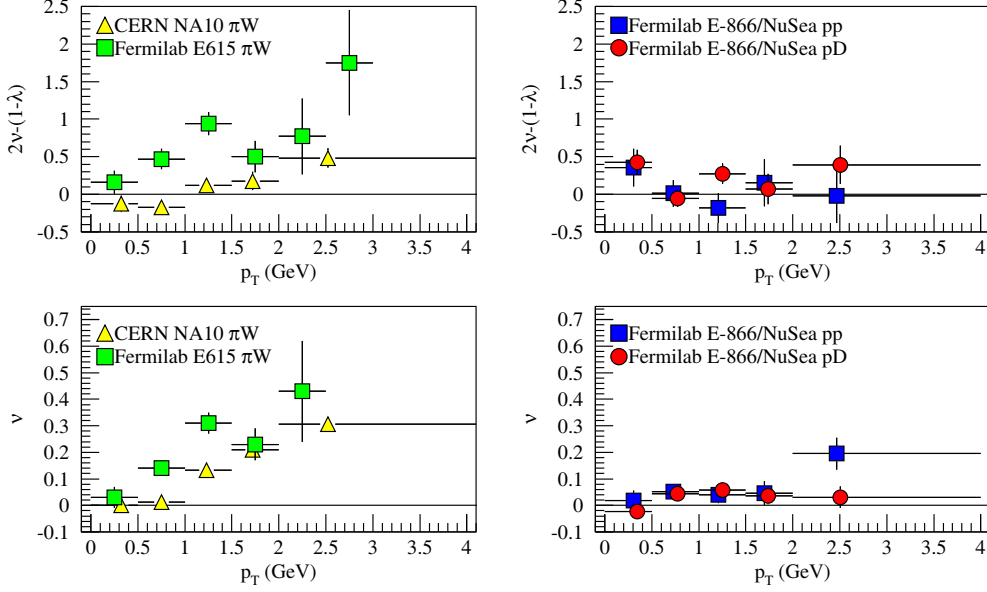 2.5
2
1.5
1
0.5
0
-0.5
2ν-(1-λ)
CERN NA10 πW
Fermilab E615 πW
0 0.5 1 1.5 2 2.5 3 3.5 4
p_T (GeV)
2.5
2
1.5
1
0.5
0
-0.5
2ν-(1-λ)
Fermilab E-866/NuSea pp
Fermilab E-866/NuSea pD
0 0.5 1 1.5 2 2.5 3 3.5 4
p_T (GeV)
0.7
0.6
0.5
0.4
0.3
0.2
0.1
0
-0.1
ν
CERN NA10 πW
Fermilab E615 πW
0 0.5 1 1.5 2 2.5 3 3.5 4
p_T (GeV)
0.7
0.6
0.5
0.4
0.3
0.2
0.1
0
-0.1
ν
Fermilab E-866/NuSea pp
Fermilab E-866/NuSea pD
0 0.5 1 1.5 2 2.5 3 3.5 4
p_T (GeV)